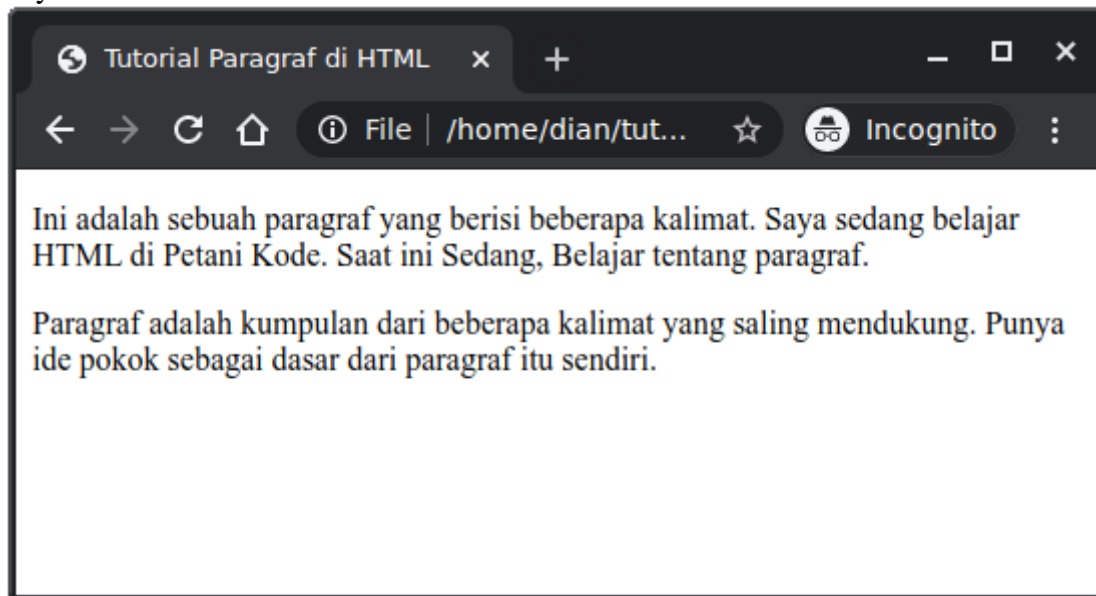 Tutorial Paragraf di HTML
File /home/dian/tut... Incognito
Ini adalah sebuah paragraf yang berisi beberapa kalimat. Saya sedang belajar
HTML di Petani Kode. Saat ini Sedang, Belajar tentang paragraf.
Paragraf adalah kumpulan dari beberapa kalimat yang saling mendukung. Punya
ide pokok sebagai dasar dari paragraf itu sendiri.